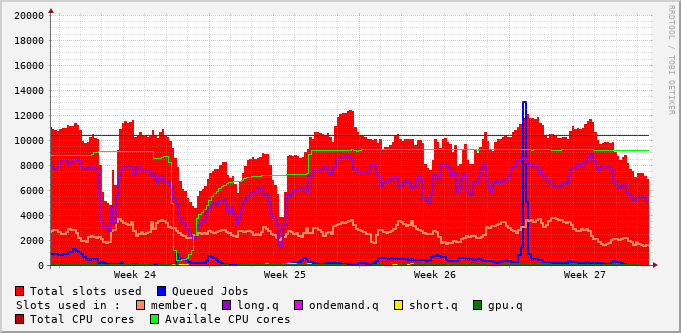 RRDTOOL / TOBI OETIKER
20000
18000
16000
14000
12000
10000
8000
6000
4000
2000
0
Week 24 Week 25 Week 26 Week 27
Total slots used Queued Jobs
Slots used in : member.q long.q ondemand.q short.q gpu.q
Total CPU cores Availale CPU cores